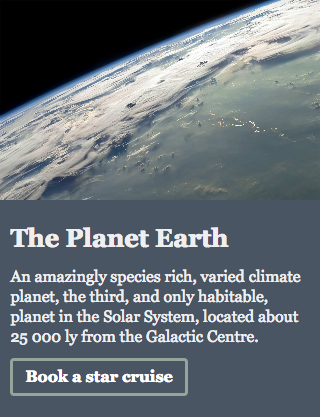 The Planet Earth
An amazingly species rich, varied climate
planet, the third, and only habitable,
planet in the Solar System, located about
25 000 ly from the Galactic Centre.
Book a star cruise